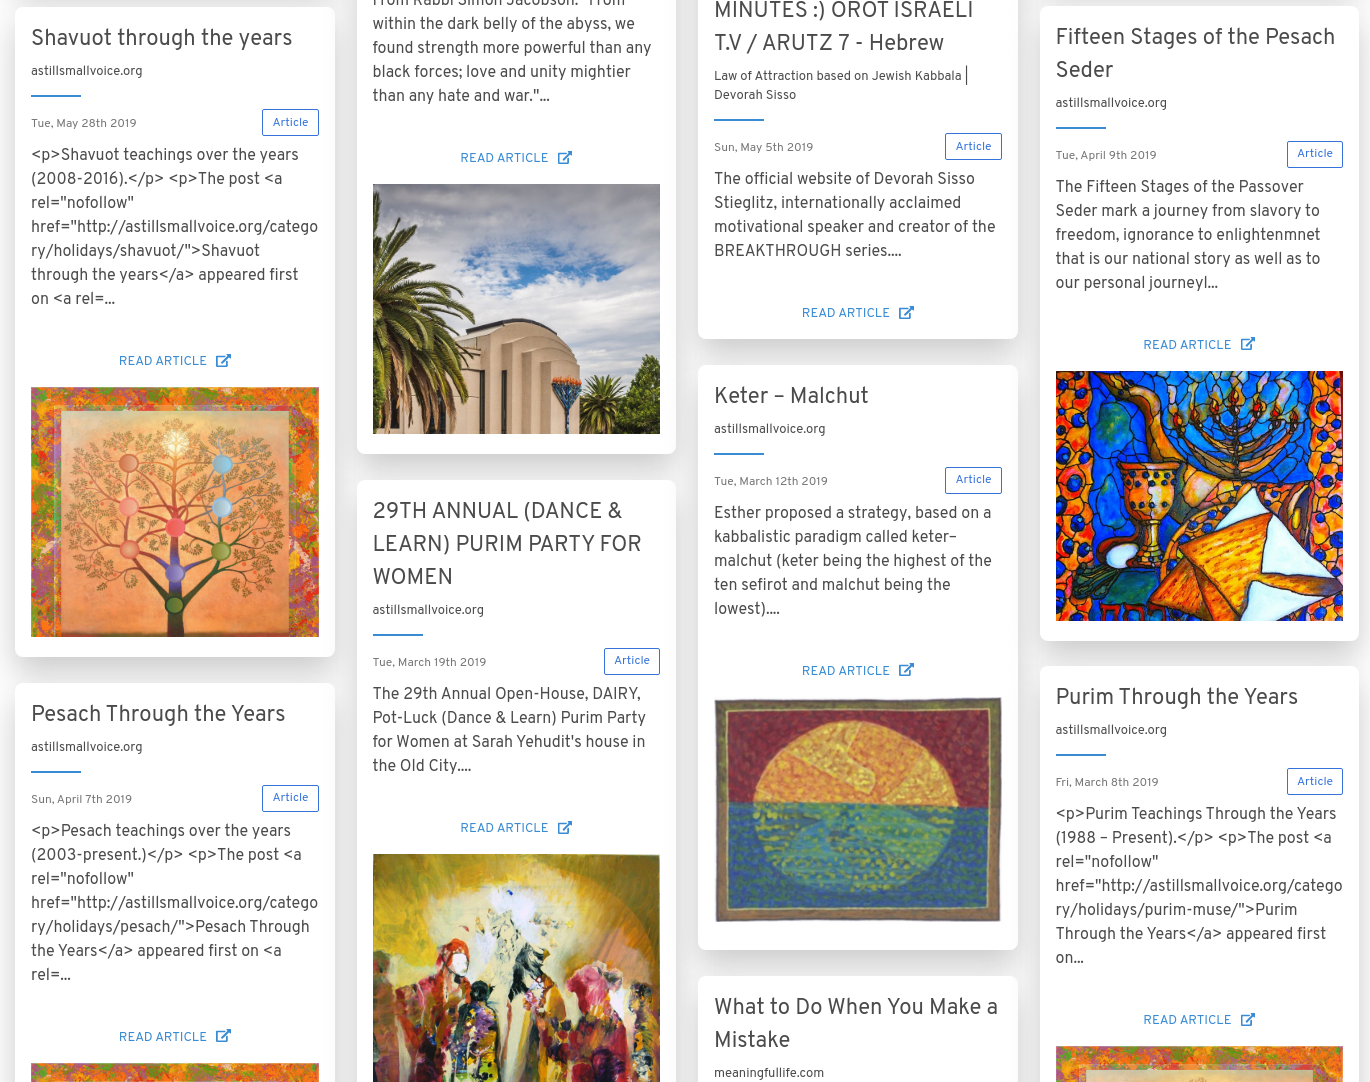 Shavuot through the years
astillsmallvoice.org
Tue, May 28th 2019
Article
<p>Shavuot teachings over the years
(2008-2016).</p> <p>The post <a
rel="nofollow"
href="http://astillsmallvoice.org/catego
ry/holidays/shavuot/">Shavuot
through the years</a> appeared first
on <a rel=...
READ ARTICLE
Pesach Through the Years
astillsmallvoice.org
Sun, April 7th 2019
Article
<p>Pesach teachings over the years
(2003-present.)</p> <p>The post <a
rel="nofollow"
href="http://astillsmallvoice.org/catego
ry/holidays/pesach/">Pesach Through
the Years</a> appeared first on <a
rel=...
READ ARTICLE
From Rabbi Simon Jacobson: "From
within the dark belly of the abyss, we
found strength more powerful than any
black forces; love and unity mightier
than any hate and war."...
READ ARTICLE
29TH ANNUAL (DANCE &
LEARN) PURIM PARTY FOR
WOMEN
astillsmallvoice.org
Tue, March 19th 2019
Article
The 29th Annual Open-House, DAIRY,
Pot-Luck (Dance & Learn) Purim Party
for Women at Sarah Yehudit's house in
the Old City....
READ ARTICLE
MINUTES :) OROT ISRAELI
T.V / ARUTZ 7 - Hebrew
Law of Attraction based on Jewish Kabbala |
Devorah Sisso
Sun, May 5th 2019
Article
The official website of Devorah Sisso
Stieglitz, internationally acclaimed
motivational speaker and creator of the
BREAKTHROUGH series....
READ ARTICLE
Keter – Malchut
astillsmallvoice.org
Tue, March 12th 2019
Article
Esther proposed a strategy, based on a
kabbalistic paradigm called keter–
malchut (keter being the highest of the
ten sefirot and malchut being the
lowest)....
READ ARTICLE
What to Do When You Make a
Mistake
meaningfullife.com
Fifteen Stages of the Pesach
Seder
astillsmallvoice.org
Tue, April 9th 2019
Article
The Fifteen Stages of the Passover
Seder mark a journey from slavory to
freedom, ignorance to enlightenmnet
that is our national story as well as to
our personal journeyl...
READ ARTICLE
Purim Through the Years
astillsmallvoice.org
Fri, March 8th 2019
Article
<p>Purim Teachings Through the Years
(1988 – Present).</p> <p>The post <a
rel="nofollow"
href="http://astillsmallvoice.org/catego
ry/holidays/purim-muse/">Purim
Through the Years</a> appeared first
on...
READ ARTICLE